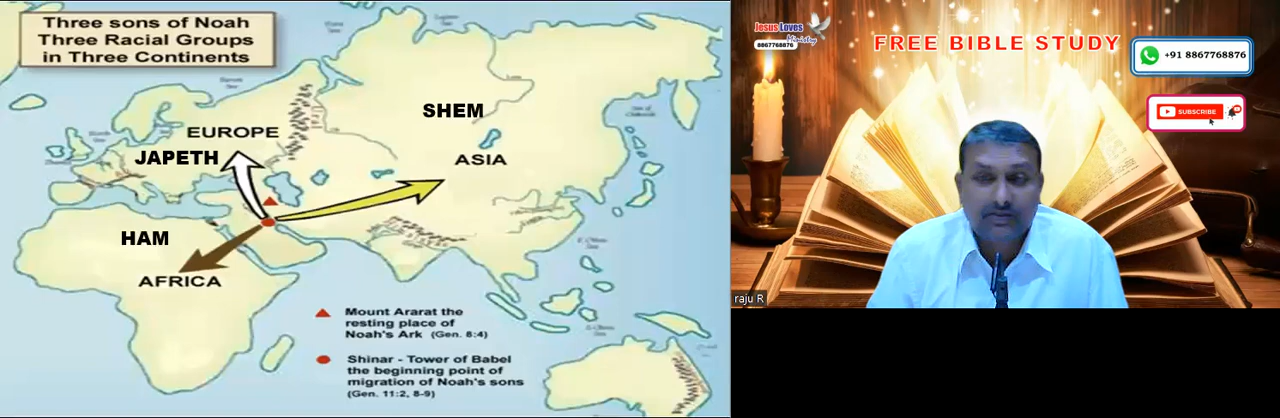 Three sons of Noah
Three Racial Groups
in Three Continents
SHEM
EUROPE
JAPETH
ASIA
HAM
AFRICA
Mount Ararat the
resting place of
Noah's Ark (Gen. 8:4)
Shinar - Tower of Babel
the beginning point of
migration of Noah's sons
(Gen. 11:2, 8-9)
Jesus Loves
Ministry
8867768876
FREE BIBLE STUDY
+91 8867768876
SUBSCRIBE
raju R